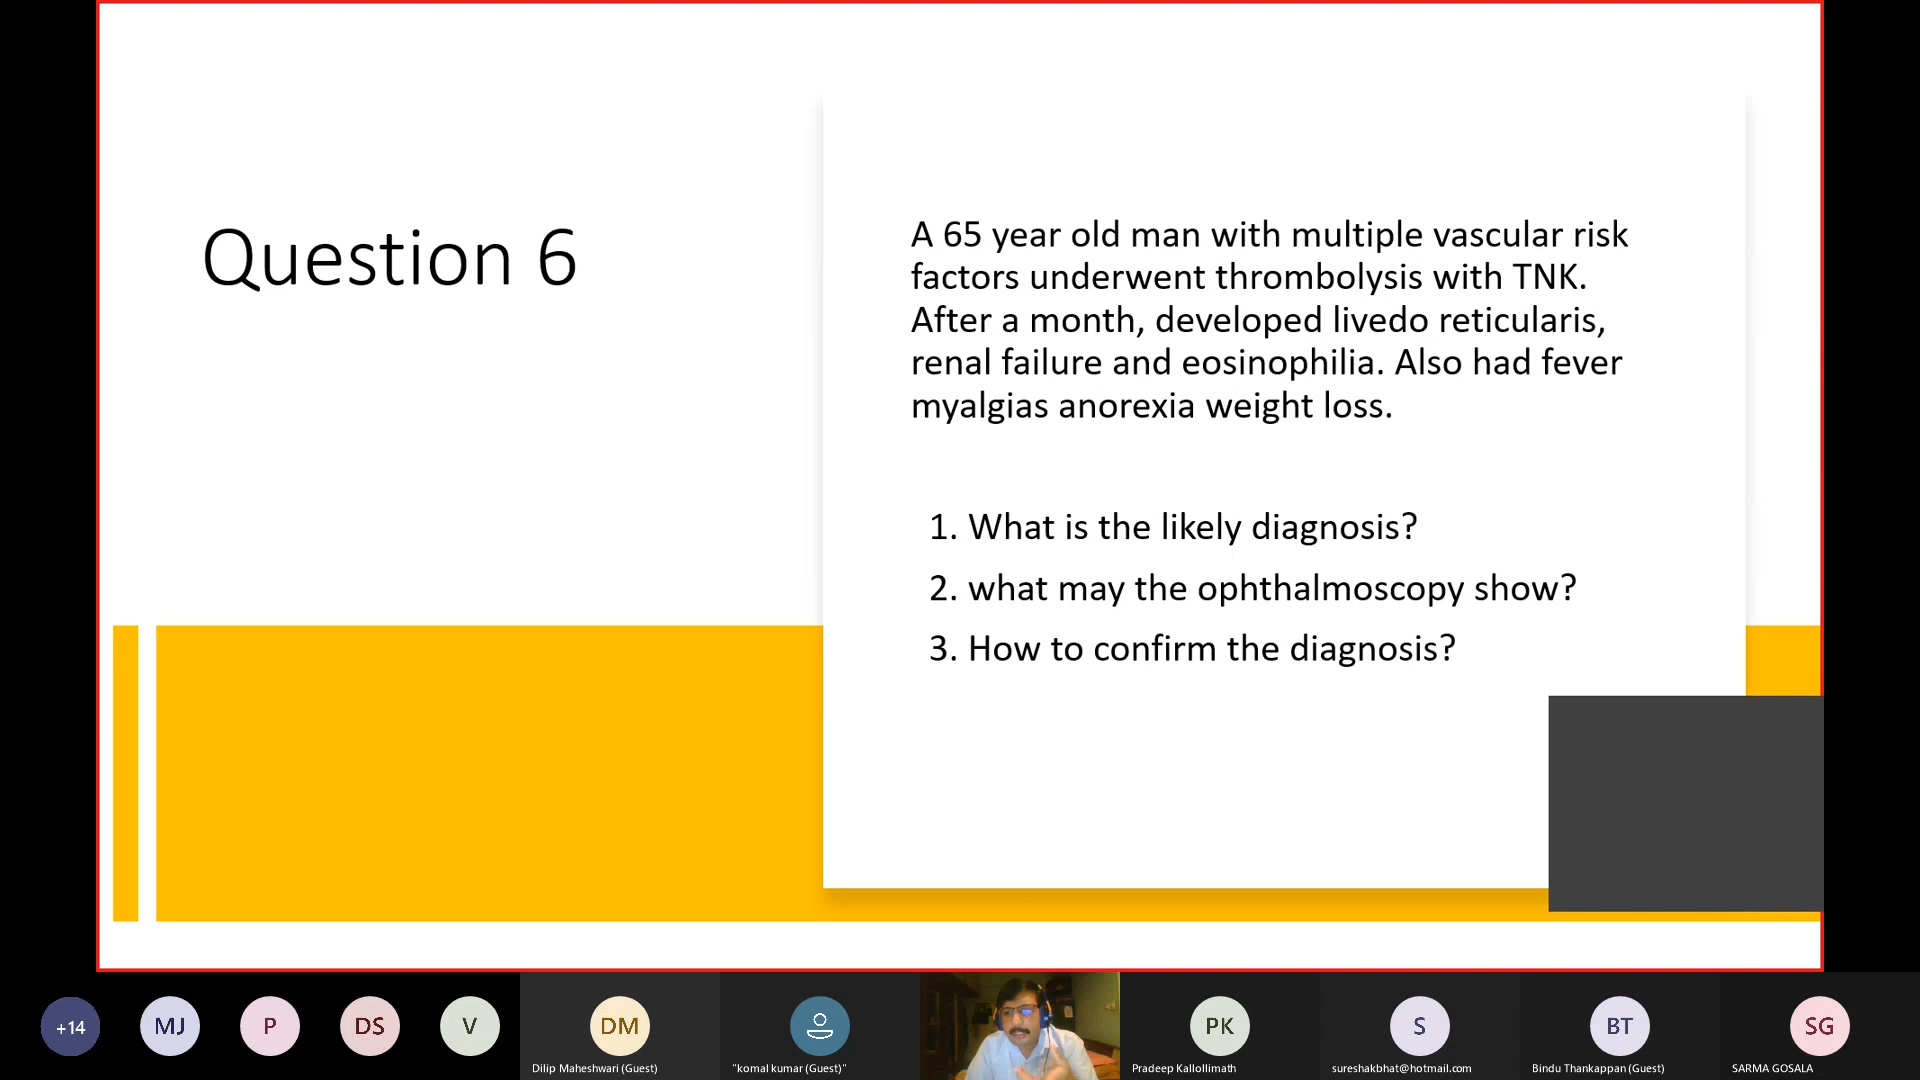 Question 6
A 65 year old man with multiple vascular risk
factors underwent thrombolysis with TNK.
After a month, developed livedo reticularis,
renal failure and eosinophilia. Also had fever
myalgias anorexia weight loss.
1. What is the likely diagnosis?
2. what may the ophthalmoscopy show?
3. How to confirm the diagnosis?
+14
MJ
P
DS
V
DM
PK
S
BT
SG
Dilip Maheshwari (Guest)
"komal kumar (Guest)"
Pradeep Kallollimath
sureshakbhat@hotmail.com
Bindu Thankappan (Guest)
SARMA GOSALA